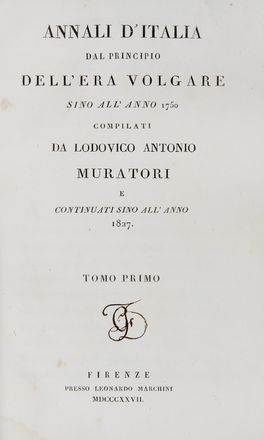 ANNALI D'ITALIA
DAL PRINCIPIO
DELL'ERA VOLGARE
SINO ALL' ANNO 1750
COMPILATI
DA LODOVICO ANTONIO
MURATORI
E
CONTINUATI SINO ALL' ANNO
1827.
TOMO PRIMO
FIRENZE
PRESSO LEONARDO MARCHINI
MDCCCXXVII.